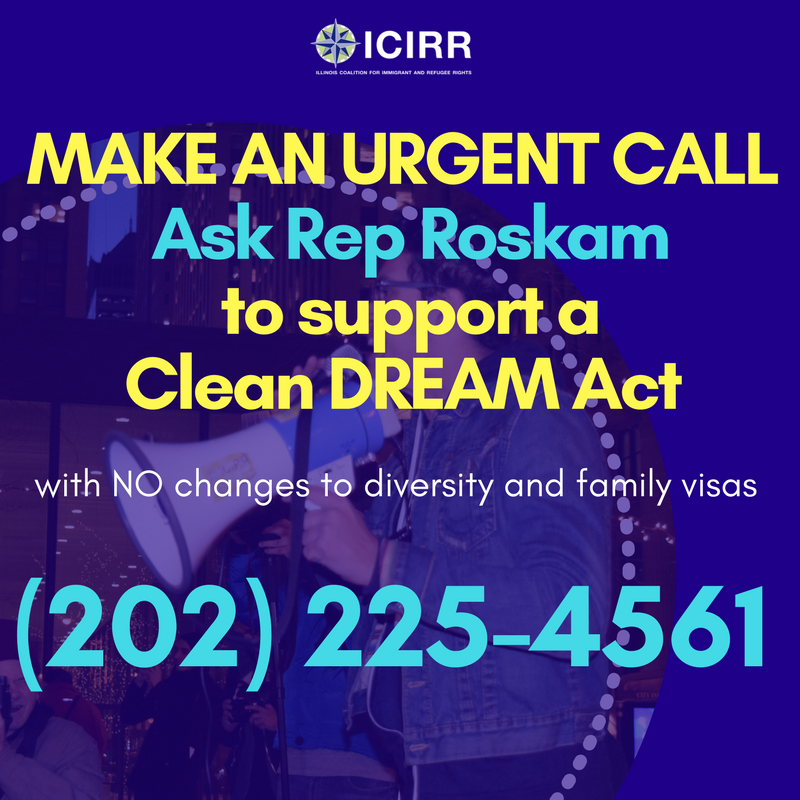 ICIRR
ILLINOIS COALITION FOR IMMIGRANT AND REFUGEE RIGHTS
MAKE AN URGENT CALL
Ask Rep Roskam
to support a
Clean DREAM Act
with NO changes to diversity and family visas
(202) 225-4561